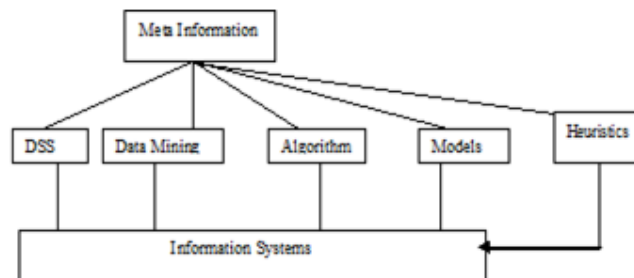 Meta Information
DSS
Data Mining
Algorithm
Models
Heuristics
Information Systems